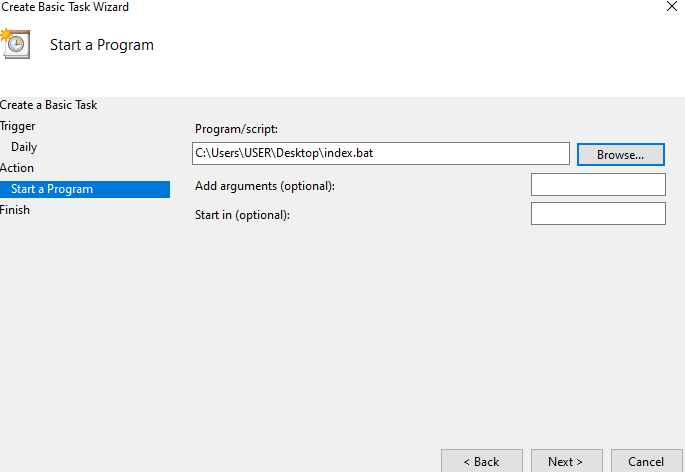 Create Basic Task Wizard
Start a Program
Create a Basic Task
Trigger
Daily
Action
Start a Program
Finish
Program/script:
C:\Users\USER\Desktop\index.bat
Browse...
Add arguments (optional):
Start in (optional):
< Back
Next >
Cancel